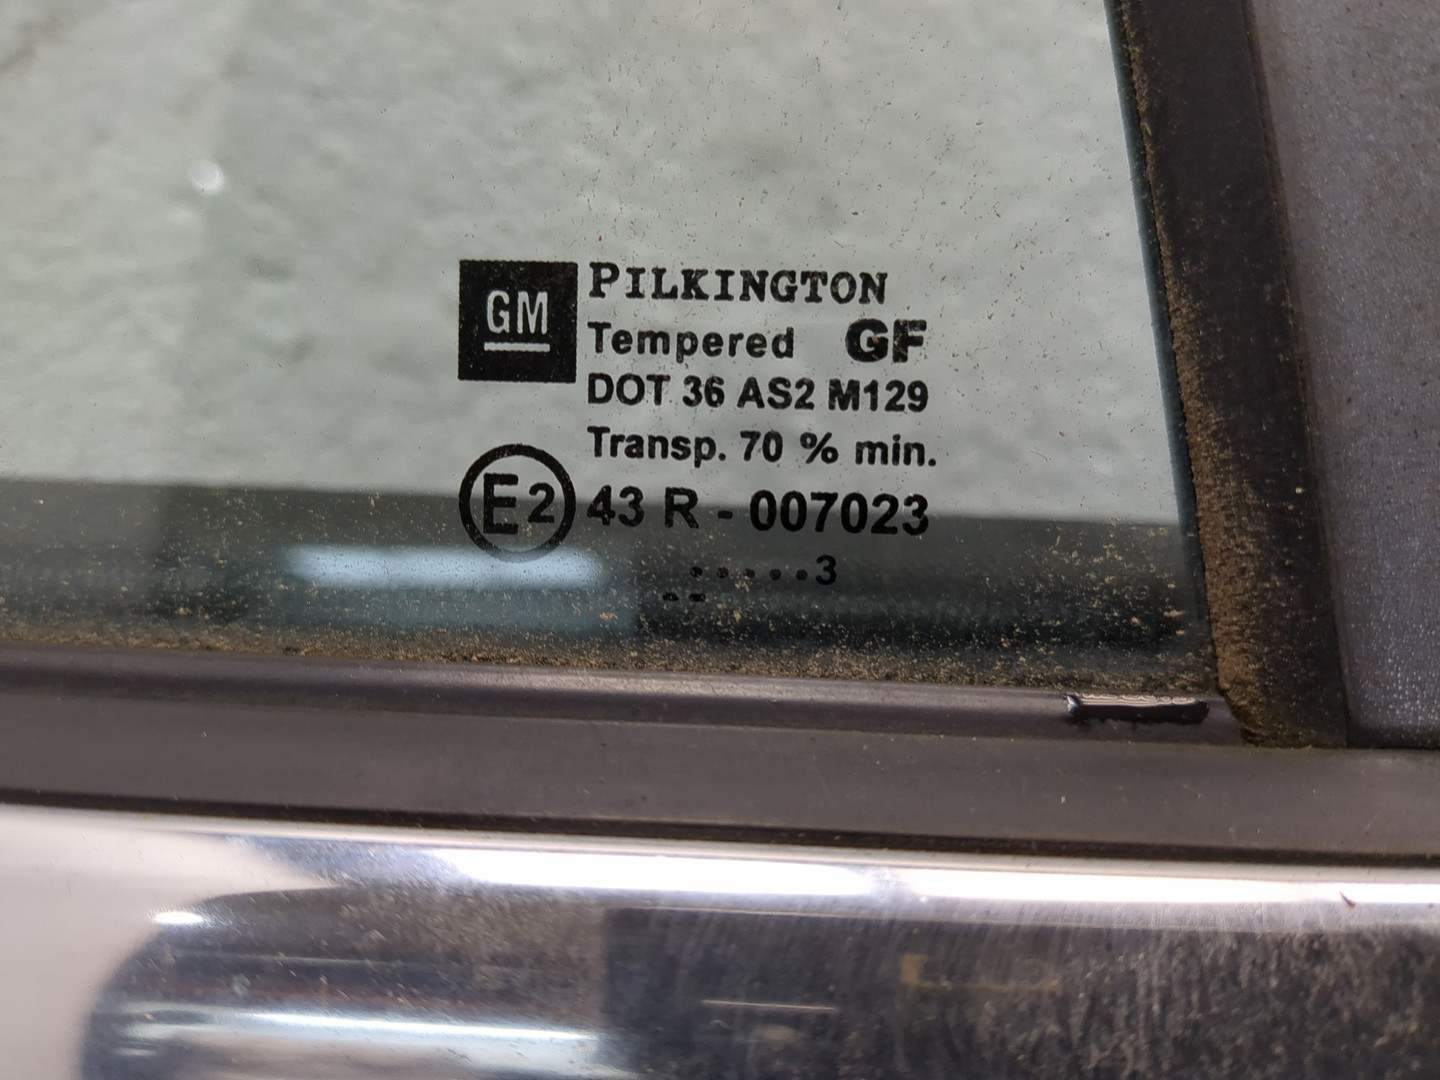 GM
PILKINGTON
Tempered GF
DOT 36 AS2 M129
Transp. 70 % min.
E2 43 R - 007023
. . . . . 3
. .